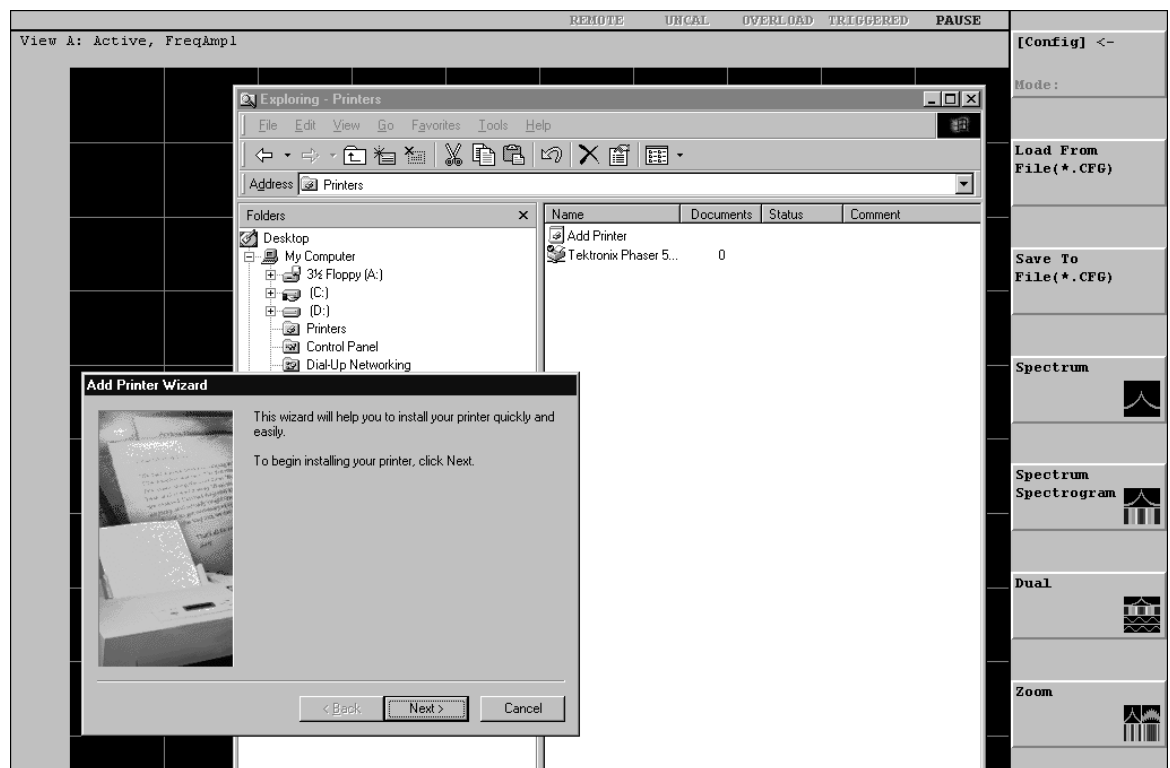 REMOTE UNCAL OVERLOAD TRIGGERED PAUSE
View A: Active, FreqAmpl
[Config] <-
Mode:
Load From
File(*.CFG)
Save To
File(*.CFG)
Spectrum
Spectrum
Spectrogram
Dual
Zoom
Exploring - Printers
File Edit View Go Favorites Tools Help
Address Printers
Folders x
Desktop
My Computer
3½ Floppy (A:)
(C:)
(D:)
Printers
Control Panel
Dial-Up Networking
Name Documents Status Comment
Add Printer
Tektronix Phaser 5... 0
Add Printer Wizard
This wizard will help you to install your printer quickly and
easily.
To begin installing your printer, click Next.
< Back Next > Cancel